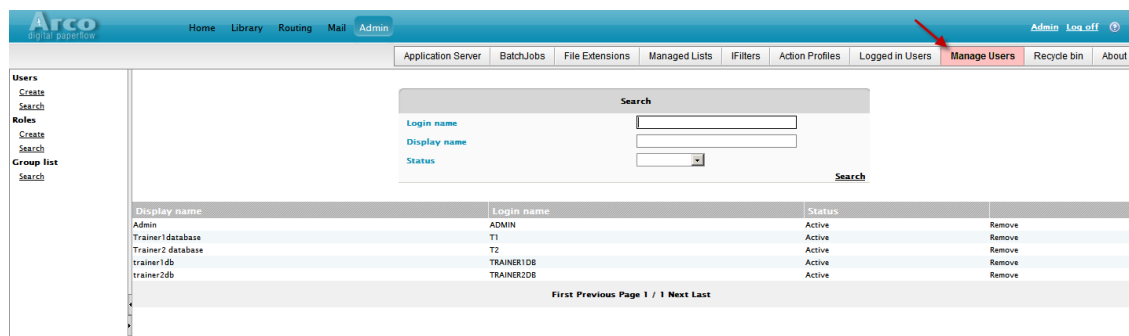 Arco
digital paperflow
Home Library Routing Mail Admin
Admin Log off ?
Application Server BatchJobs File Extensions Managed Lists IFilters Action Profiles Logged in Users Manage Users Recycle bin About
Users
Create
Search
Roles
Create
Search
Group list
Search
Search
Login name
Display name
Status
Search
Display name Login name Status
Admin ADMIN Active Remove
Trainer1database T1 Active Remove
Trainer2 database T2 Active Remove
trainer1db TRAINER1DB Active Remove
trainer2db TRAINER2DB Active Remove
First Previous Page 1 / 1 Next Last